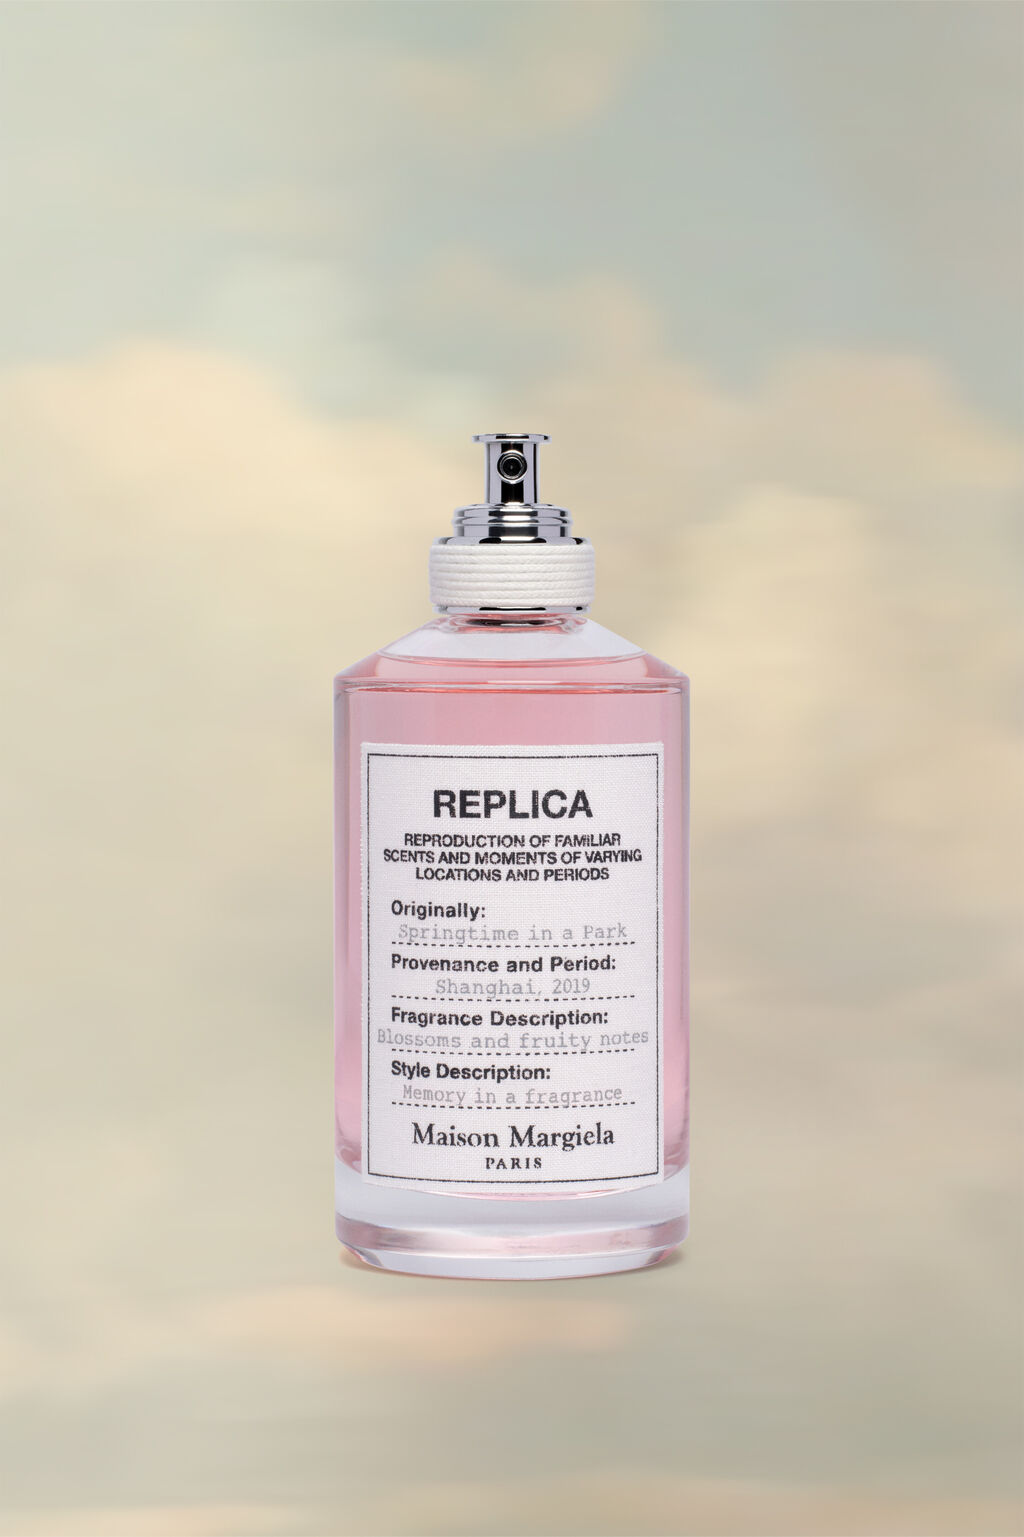 REPLICA
REPRODUCTION OF FAMILIAR
SCENTS AND MOMENTS OF VARYING
LOCATIONS AND PERIODS
Originally:
Springtime in a Park
Provenance and Period:
Shanghai, 2019
Fragrance Description:
Blossoms and fruity notes
Style Description:
Memory in a fragrance
Maison Margiela
PARIS